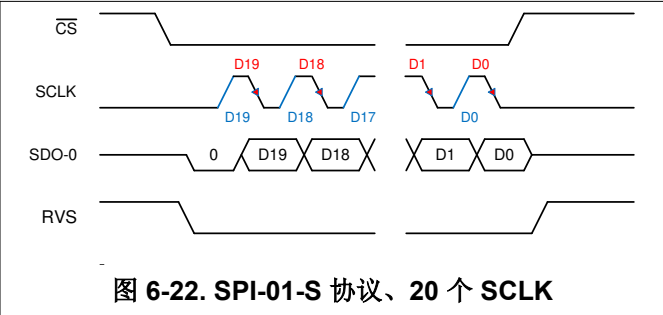 CS
D19 D18 D1 D0
SCLK
D19 D18 D17 D0
SDO-0 0 D19 D18 D1 D0
RVS
图 6-22. SPI-01-S 协议、20 个 SCLK